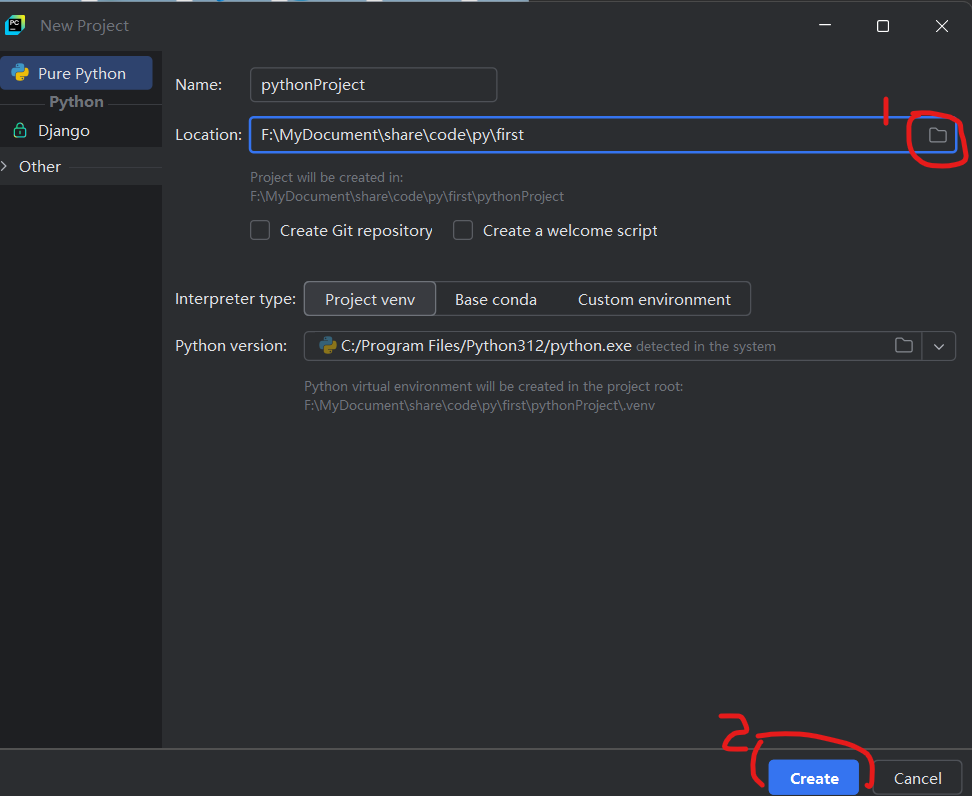 PC
New Project
Pure Python
Python
Django
Other
Name: pythonProject
1
Location: F:\MyDocument\share\code\py\first
Project will be created in:
F:\MyDocument\share\code\py\first\pythonProject
Create Git repository Create a welcome script
Interpreter type: Project venv Base conda Custom environment
Python version: C:/Program Files/Python312/python.exe detected in the system
Python virtual environment will be created in the project root:
F:\MyDocument\share\code\py\first\pythonProject\.venv
2
Create Cancel